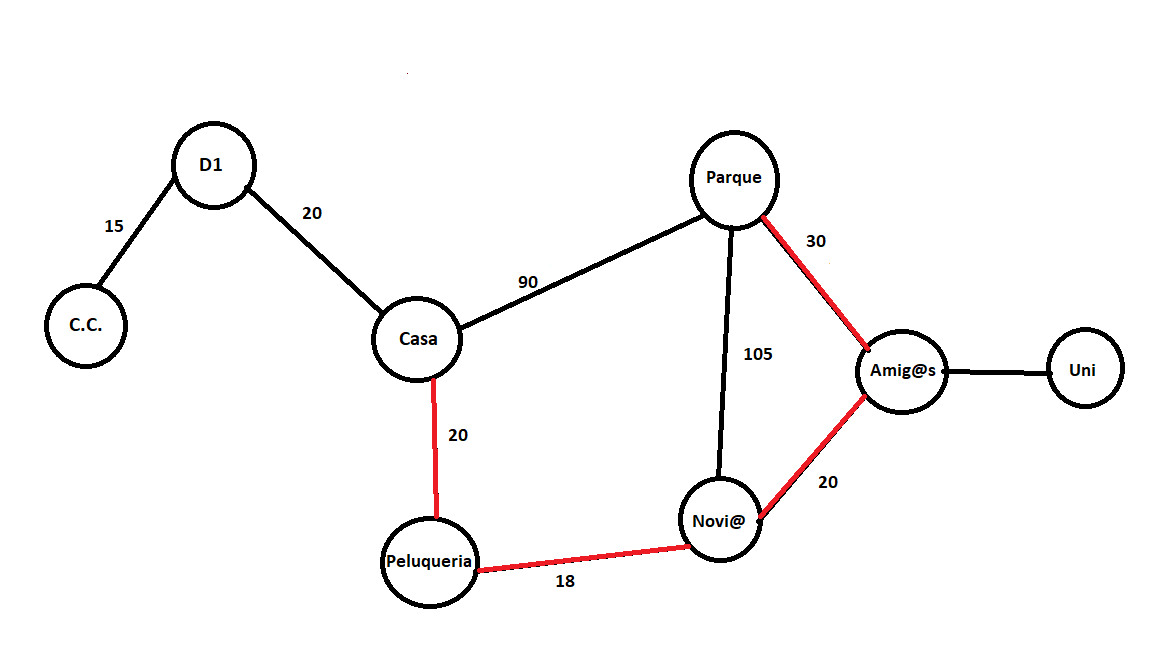 D1
Parque
15
20
30
90
C.C.
Casa
105
Amig@s
Uni
20
20
Novi@
Peluqueria
18